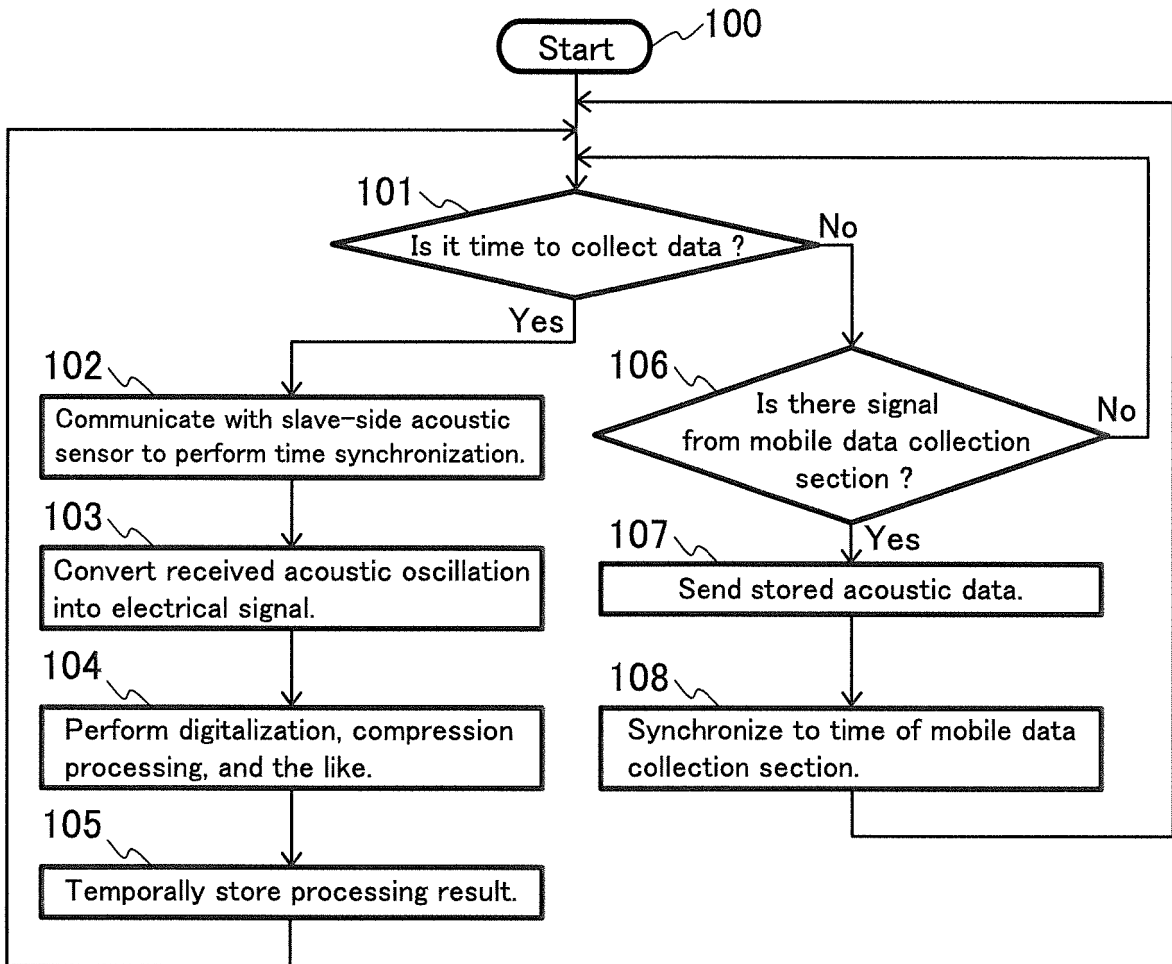 100
Start
101
Is it time to collect data ?
No
Yes
102
Communicate with slave-side acoustic
sensor to perform time synchronization.
103
Convert received acoustic oscillation
into electrical signal.
104
Perform digitalization, compression
processing, and the like.
105
Temporally store processing result.
106
Is there signal
from mobile data collection
section ?
No
Yes
107
Send stored acoustic data.
108
Synchronize to time of mobile data
collection section.